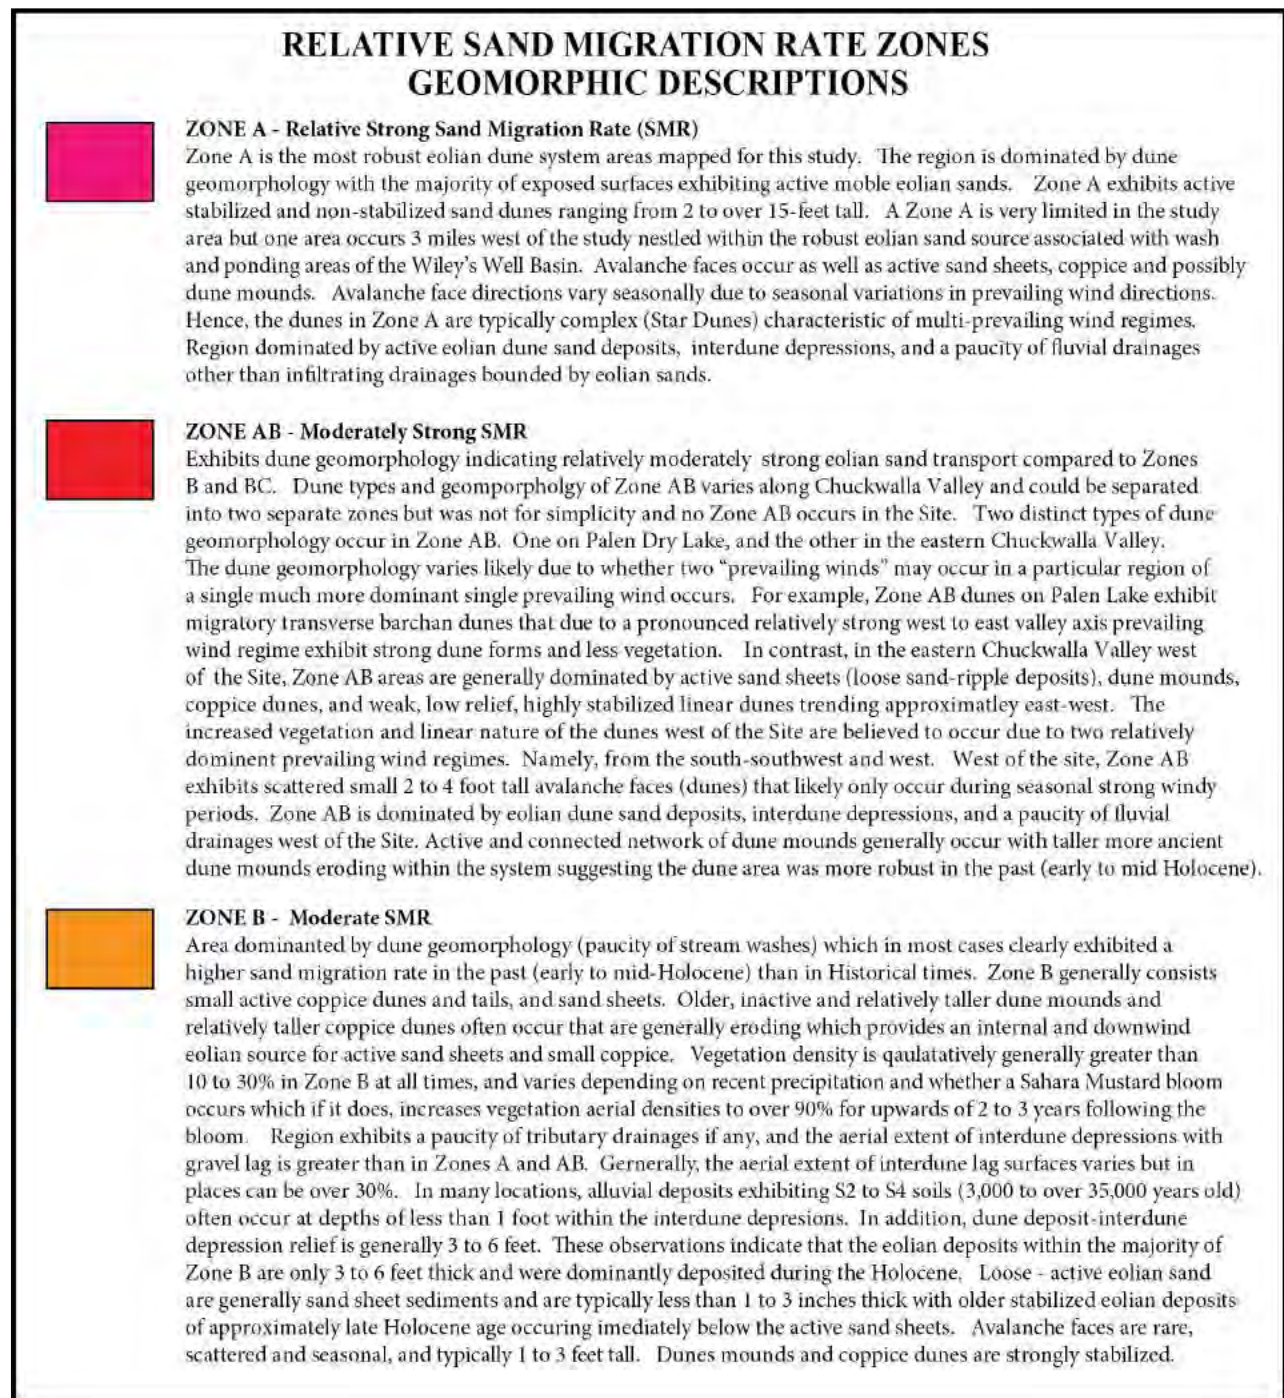 RELATIVE SAND MIGRATION RATE ZONES
GEOMORPHIC DESCRIPTIONS
ZONE A - Relative Strong Sand Migration Rate (SMR)
Zone A is the most robust eolian dune system areas mapped for this study. The region is dominated by dune
geomorphology with the majority of exposed surfaces exhibiting active moble eolian sands. Zone A exhibits active
stabilized and non-stabilized sand dunes ranging from 2 to over 15-feet tall. A Zone A is very limited in the study
area but one area occurs 3 miles west of the study nestled within the robust eolian sand source associated with wash
and ponding areas of the Wiley's Well Basin. Avalanche faces occur as well as active sand sheets, coppice and possibly
dune mounds. Avalanche face directions vary seasonally due to seasonal variations in prevailing wind directions.
Hence, the dunes in Zone A are typically complex (Star Dunes) characteristic of multi-prevailing wind regimes.
Region dominated by active eolian dune sand deposits, interdune depressions, and a paucity of fluvial drainages
other than infiltrating drainages bounded by eolian sands.
ZONE AB - Moderately Strong SMR
Exhibits dune geomorphology indicating relatively moderately strong eolian sand transport compared to Zones
B and BC. Dune types and geomporpholgy of Zone AB varies along Chuckwalla Valley and could be separated
into two separate zones but was not for simplicity and no Zone AB occurs in the Site. Two distinct types of dune
geomorphology occur in Zone AB. One on Palen Dry Lake, and the other in the eastern Chuckwalla Valley.
The dune geomorphology varies likely due to whether two "prevailing winds" may occur in a particular region of
a single much more dominant single prevailing wind occurs. For example, Zone AB dunes on Palen Lake exhibit
migratory transverse barchan dunes that due to a pronounced relatively strong west to east valley axis prevailing
wind regime exhibit strong dune forms and less vegetation. In contrast, in the eastern Chuckwalla Valley west
of the Site, Zone AB areas are generally dominated by active sand sheets (loose sand-ripple deposits), dune mounds,
coppice dunes, and weak, low relief, highly stabilized linear dunes trending approximatley east-west. The
increased vegetation and linear nature of the dunes west of the Site are believed to occur due to two relatively
dominent prevailing wind regimes. Namely, from the south-southwest and west. West of the site, Zone AB
exhibits scattered small 2 to 4 foot tall avalanche faces (dunes) that likely only occur during seasonal strong windy
periods. Zone AB is dominated by eolian dune sand deposits, interdune depressions, and a paucity of fluvial
drainages west of the Site. Active and connected network of dune mounds generally occur with taller more ancient
dune mounds eroding within the system suggesting the dune area was more robust in the past (early to mid Holocene).
ZONE B - Moderate SMR
Area dominanted by dune geomorphology (paucity of stream washes) which in most cases clearly exhibited a
higher sand migration rate in the past (early to mid-Holocene) than in Historical times. Zone B generally consists
small active coppice dunes and tails, and sand sheets. Older, inactive and relatively taller dune mounds and
relatively taller coppice dunes often occur that are generally eroding which provides an internal and downwind
eolian source for active sand sheets and small coppice. Vegetation density is qaulatatively generally greater than
10 to 30% in Zone B at all times, and varies depending on recent precipitation and whether a Sahara Mustard bloom
occurs which if it does, increases vegetation aerial densities to over 90% for upwards of 2 to 3 years following the
bloom. Region exhibits a paucity of tributary drainages if any, and the aerial extent of interdune depressions with
gravel lag is greater than in Zones A and AB. Gernerally, the aerial extent of interdune lag surfaces varies but in
places can be over 30%. In many locations, alluvial deposits exhibiting S2 to S4 soils (3,000 to over 35,000 years old)
often occur at depths of less than 1 foot within the interdune depresions. In addition, dune deposit-interdune
depression relief is generally 3 to 6 feet. These observations indicate that the eolian deposits within the majority of
Zone B are only 3 to 6 feet thick and were dominantly deposited during the Holocene. Loose - active eolian sand
are generally sand sheet sediments and are typically less than 1 to 3 inches thick with older stabilized eolian deposits
of approximately late Holocene age occuring imediately below the active sand sheets. Avalanche faces are rare,
scattered and seasonal, and typically 1 to 3 feet tall. Dunes mounds and coppice dunes are strongly stabilized.